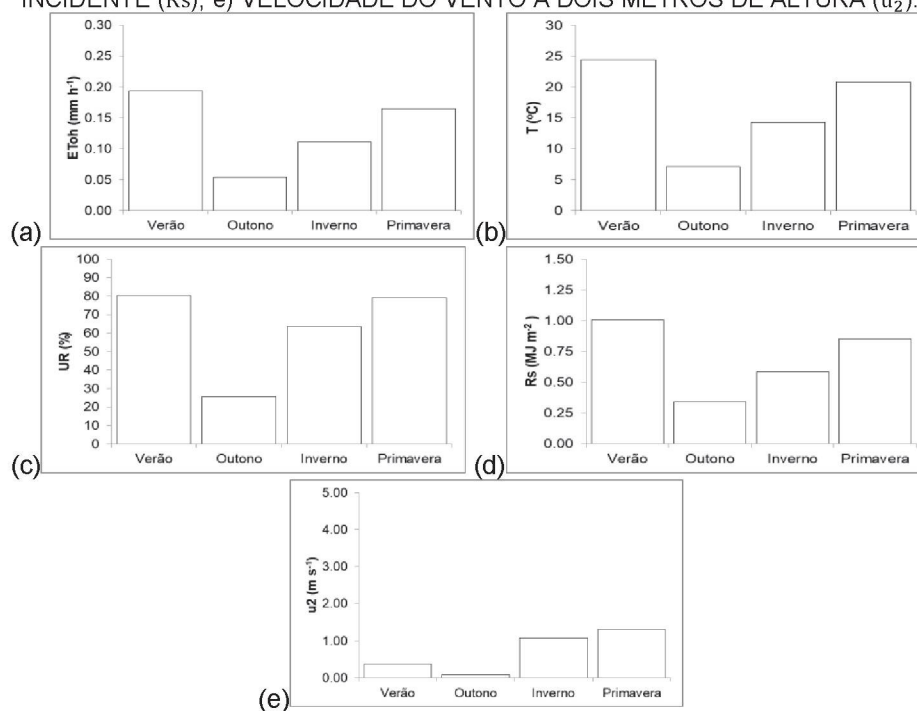 INCIDENTE (Rs); e) VELOCIDADE DO VENTO A DOIS METROS DE ALTURA (u₂).
0.30
0.25
0.20
0.15
0.10
0.05
0.00
EToh (mm h⁻¹)
Verão Outono Inverno Primavera
(a)
30
25
20
15
10
5
0
T (ºC)
Verão Outono Inverno Primavera
(b)
100
90
80
70
60
50
40
30
20
10
0
UR (%)
Verão Outono Inverno Primavera
(c)
1.50
1.25
1.00
0.75
0.50
0.25
0.00
Rs (MJ m⁻²)
Verão Outono Inverno Primavera
(d)
5.00
4.00
3.00
2.00
1.00
0.00
u2 (m s⁻¹)
Verão Outono Inverno Primavera
(e)